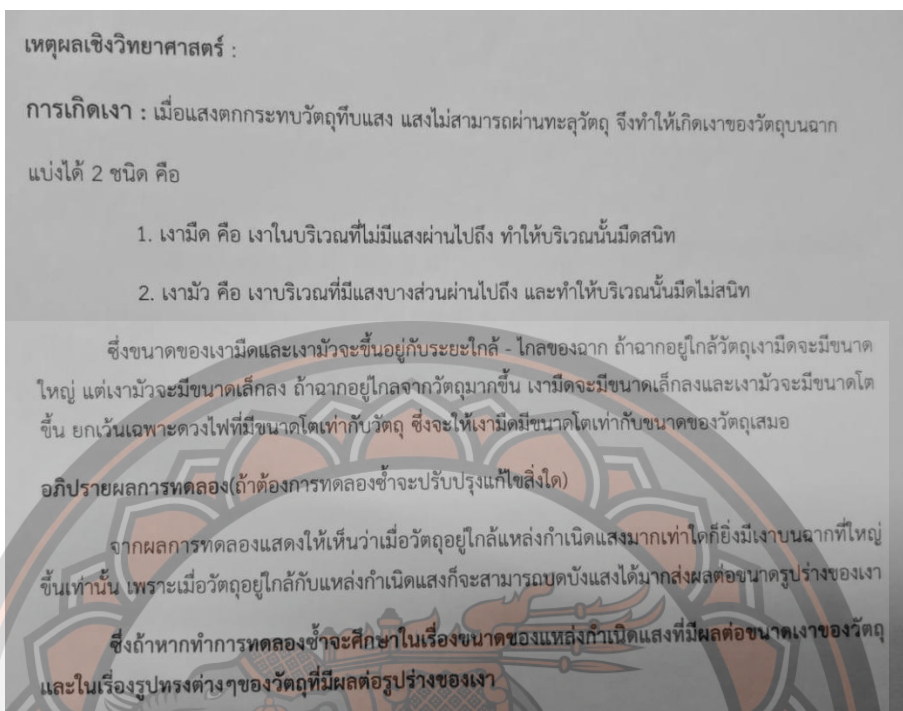 เหตุผลเชิงวิทยาศาสตร์ :
การเกิดเงา : เมื่อแสงตกกระทบวัตถุทึบแสง แสงไม่สามารถผ่านทะลุวัตถุ จึงทำให้เกิดเงาของวัตถุบนฉาก
แบ่งได้ 2 ชนิด คือ
1. เงามืด คือ เงาในบริเวณที่ไม่มีแสงผ่านไปถึง ทำให้บริเวณนั้นมืดสนิท
2. เงามัว คือ เงาบริเวณที่มีแสงบางส่วนผ่านไปถึง และทำให้บริเวณนั้นมืดไม่สนิท
ซึ่งขนาดของเงามืดและเงามัวจะขึ้นอยู่กับระยะใกล้ - ไกลของฉาก ถ้าฉากอยู่ใกล้วัตถุเงามืดจะมีขนาด
ใหญ่ แต่เงามัวจะมีขนาดเล็กลง ถ้าฉากอยู่ไกลจากวัตถุมากขึ้น เงามืดจะมีขนาดเล็กลงและเงามัวจะมีขนาดโต
ขึ้น ยกเว้นเฉพาะดวงไฟที่มีขนาดโตเท่ากับวัตถุ ซึ่งจะให้เงามืดมีขนาดโตเท่ากับขนาดของวัตถุเสมอ
อภิปรายผลการทดลอง(ถ้าต้องการทดลองซ้ำจะปรับปรุงแก้ไขสิ่งใด)
จากผลการทดลองแสดงให้เห็นว่าเมื่อวัตถุอยู่ใกล้แหล่งกำเนิดแสงมากเท่าใดก็ยิ่งมีเงาบนฉากที่ใหญ่
ขึ้นเท่านั้น เพราะเมื่อวัตถุอยู่ใกล้กับแหล่งกำเนิดแสงก็จะสามารถบดบังแสงได้มากส่งผลต่อขนาดรูปร่างของเงา
ซึ่งถ้าหากทำการทดลองซ้ำจะศึกษาในเรื่องขนาดของแหล่งกำเนิดแสงที่มีผลต่อขนาดเงาของวัตถุ
และในเรื่องรูปทรงต่างๆของวัตถุที่มีผลต่อรูปร่างของเงา